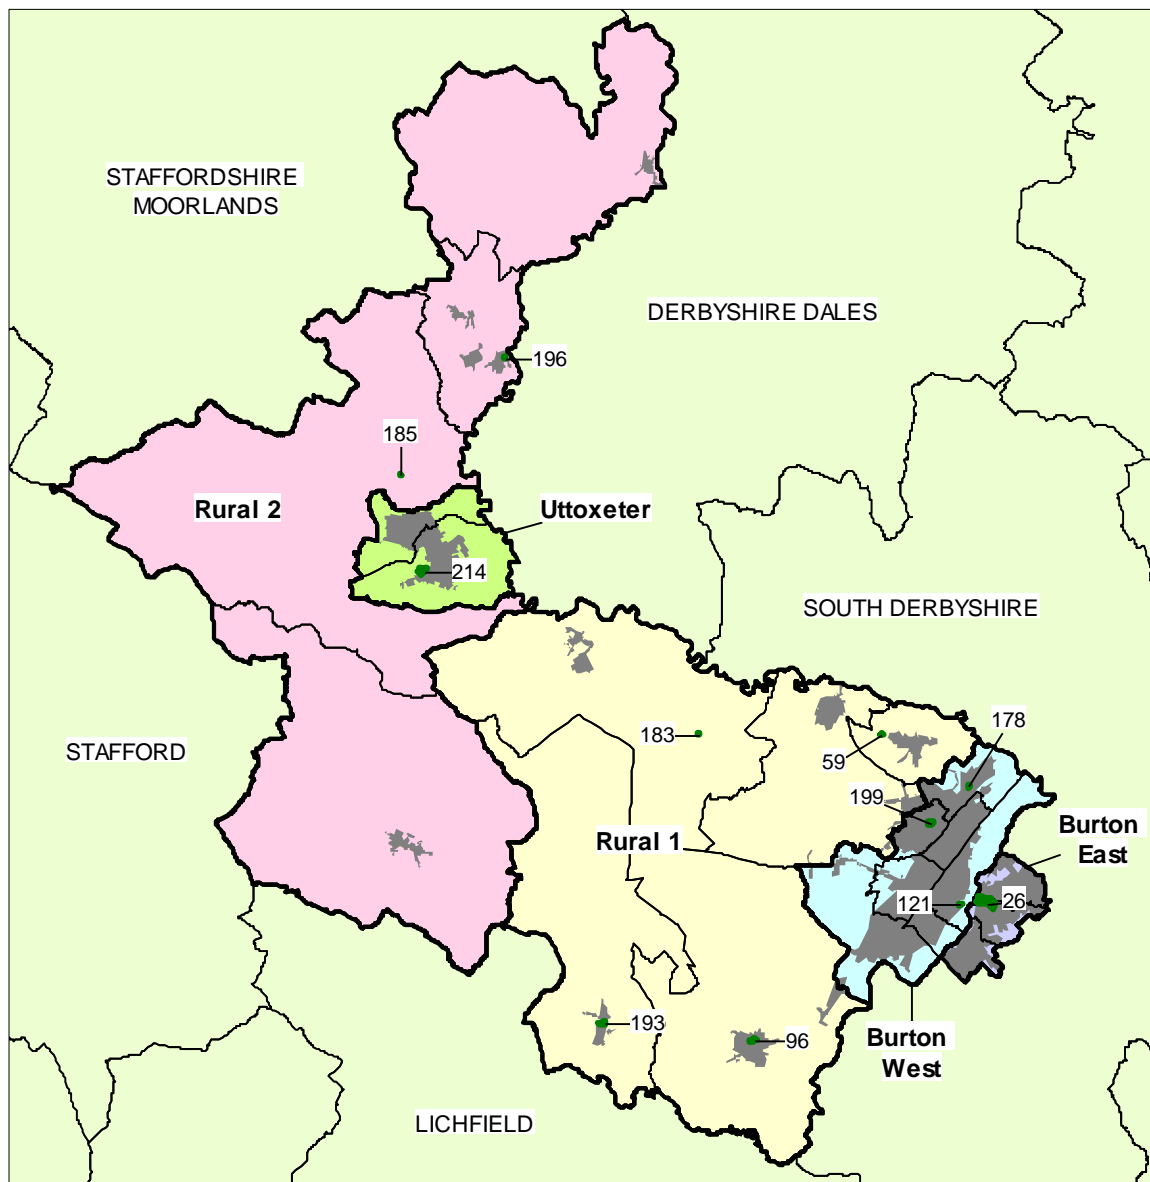 STAFFORDSHIRE
MOORLANDS
DERBYSHIRE DALES
196
185
Rural 2
Uttoxeter
214
SOUTH DERBYSHIRE
178
STAFFORD
183
59
199
Burton
East
Rural 1
121
26
193
96
Burton
West
LICHFIELD